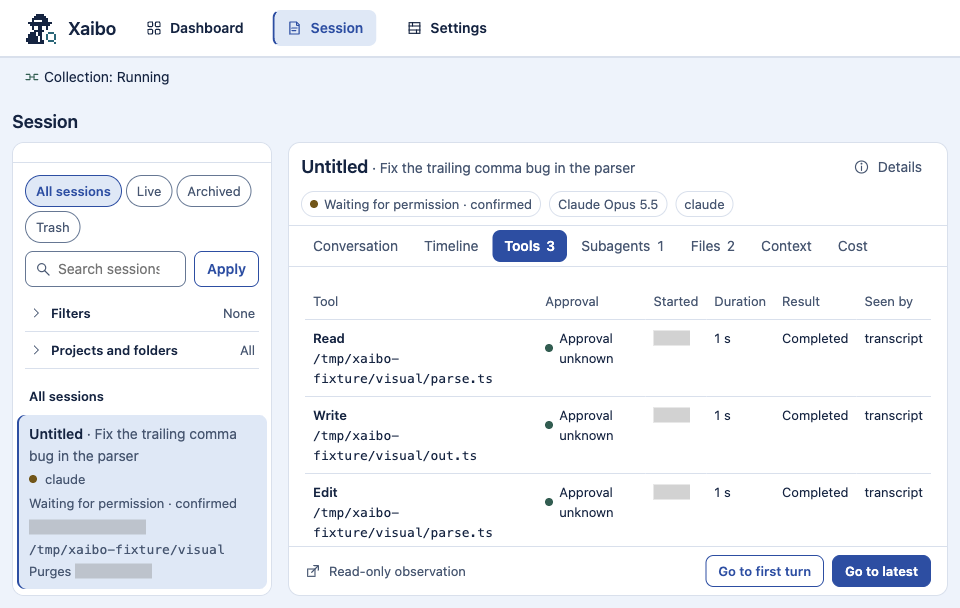 Xaibo
Dashboard
Session
Settings
Collection: Running
Session
All sessions
Live
Archived
Trash
Search sessions
Apply
Filters
None
Projects and folders
All
All sessions
Untitled · Fix the trailing comma
bug in the parser
claude
Waiting for permission · confirmed
/tmp/xaibo-fixture/visual
Purges
Untitled · Fix the trailing comma bug in the parser
Details
Waiting for permission · confirmed
Claude Opus 5.5
claude
Conversation
Timeline
Tools 3
Subagents 1
Files 2
Context
Cost
Tool Approval Started Duration Result Seen by
Read
/tmp/xaibo-
fixture/visual/parse.ts
Approval
unknown
1 s
Completed
transcript
Write
/tmp/xaibo-
fixture/visual/out.ts
Approval
unknown
1 s
Completed
transcript
Edit
/tmp/xaibo-
fixture/visual/parse.ts
Approval
unknown
1 s
Completed
transcript
Read-only observation
Go to first turn
Go to latest